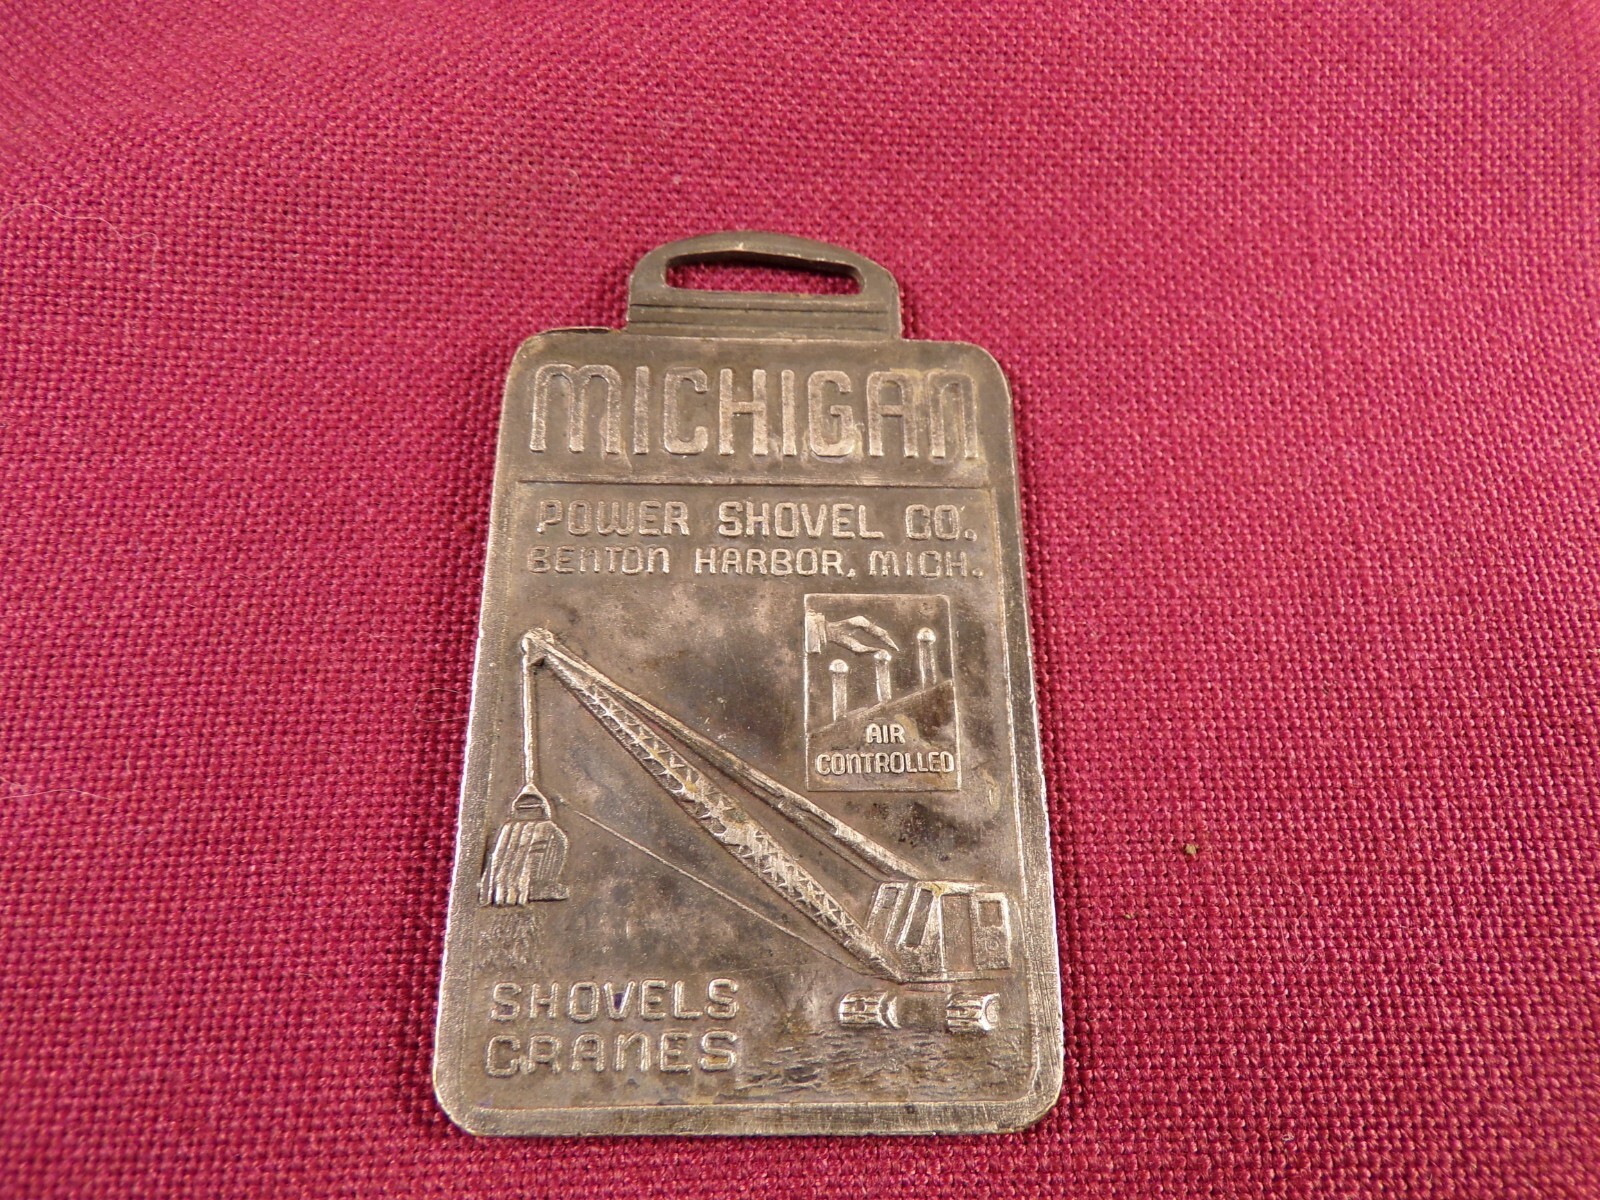 MICHIGAN
POWER SHOVEL CO.
BENTON HARBOR, MICH.
AIR
CONTROLLED
SHOVELS
CRANES